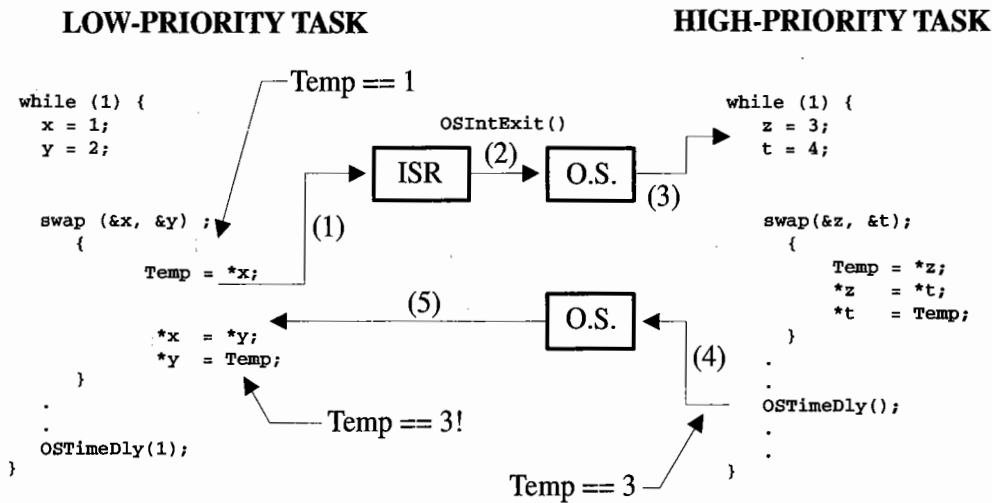 LOW-PRIORITY TASK
while (1) {
x = 1;
y = 2;
swap (&x, &y) ;
{
Temp = *x;
*x = *y;
*y = Temp;
}
.
.
OSTimeDly(1);
}
Temp == 1
(1)
ISR
OSIntExit()
(2)
O.S.
(3)
(5)
O.S.
(4)
Temp == 3!
Temp == 3
HIGH-PRIORITY TASK
while (1) {
z = 3;
t = 4;
swap(&z, &t);
{
Temp = *z;
*z = *t;
*t = Temp;
}
.
.
OSTimeDly();
.
.
}